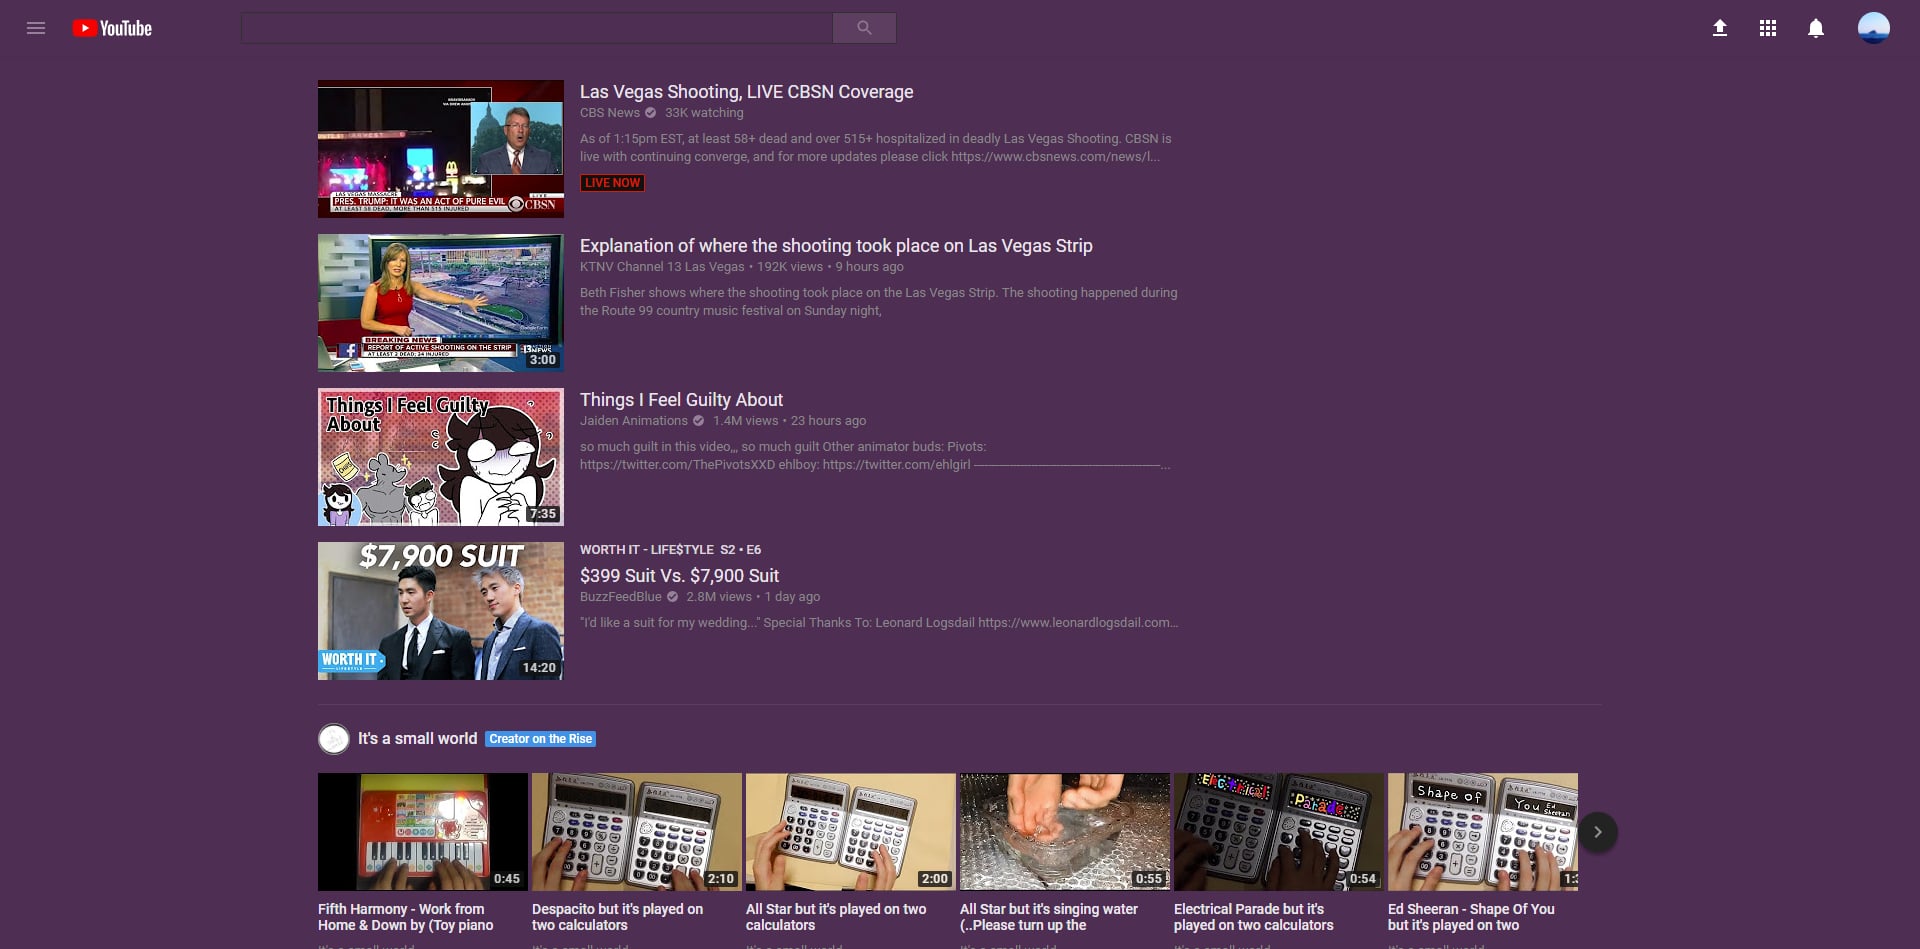 YouTube
Las Vegas Shooting, LIVE CBSN Coverage
CBS News 33K watching
As of 1:15pm EST, at least 58+ dead and over 515+ hospitalized in deadly Las Vegas Shooting. CBSN is
live with continuing converge, and for more updates please click https://www.cbsnews.com/news/l...
LIVE NOW
LAS VEGAS MASSACRE
LIVE
PRES. TRUMP: IT WAS AN ACT OF PURE EVIL
CBSN
AT LEAST 58 DEAD, MORE THAN 515 INJURED
Explanation of where the shooting took place on Las Vegas Strip
KTNV Channel 13 Las Vegas • 192K views • 9 hours ago
Beth Fisher shows where the shooting took place on the Las Vegas Strip. The shooting happened during
the Route 99 country music festival on Sunday night,
BREAKING NEWS
REPORT OF ACTIVE SHOOTING ON THE STRIP
AT LEAST 2 DEAD; 24 INJURED
3:00
Things I Feel Guilty
About
CHIPS
7:35
Things I Feel Guilty About
Jaiden Animations 1.4M views • 23 hours ago
so much guilt in this video,,, so much guilt Other animator buds: Pivots:
https://twitter.com/ThePivotsXXD ehlboy: https://twitter.com/ehlgirl —————————————————...
$7,900 SUIT
WORTH IT
LIFESTYLE
14:20
WORTH IT - LIFE$TYLE S2 • E6
$399 Suit Vs. $7,900 Suit
BuzzFeedBlue 2.8M views • 1 day ago
"I'd like a suit for my wedding..." Special Thanks To: Leonard Logsdail https://www.leonardlogsdail.com...
It's a small world Creator on the Rise
0:45
2:10
2:00
0:55
Electrical Parade
0:54
Shape of You Ed Sheeran
1:3
Fifth Harmony - Work from
Home & Down by (Toy piano
Despacito but it's played on
two calculators
All Star but it's played on two
calculators
All Star but it's singing water
(..Please turn up the
Electrical Parade but it's
played on two calculators
Ed Sheeran - Shape Of You
but it's played on two